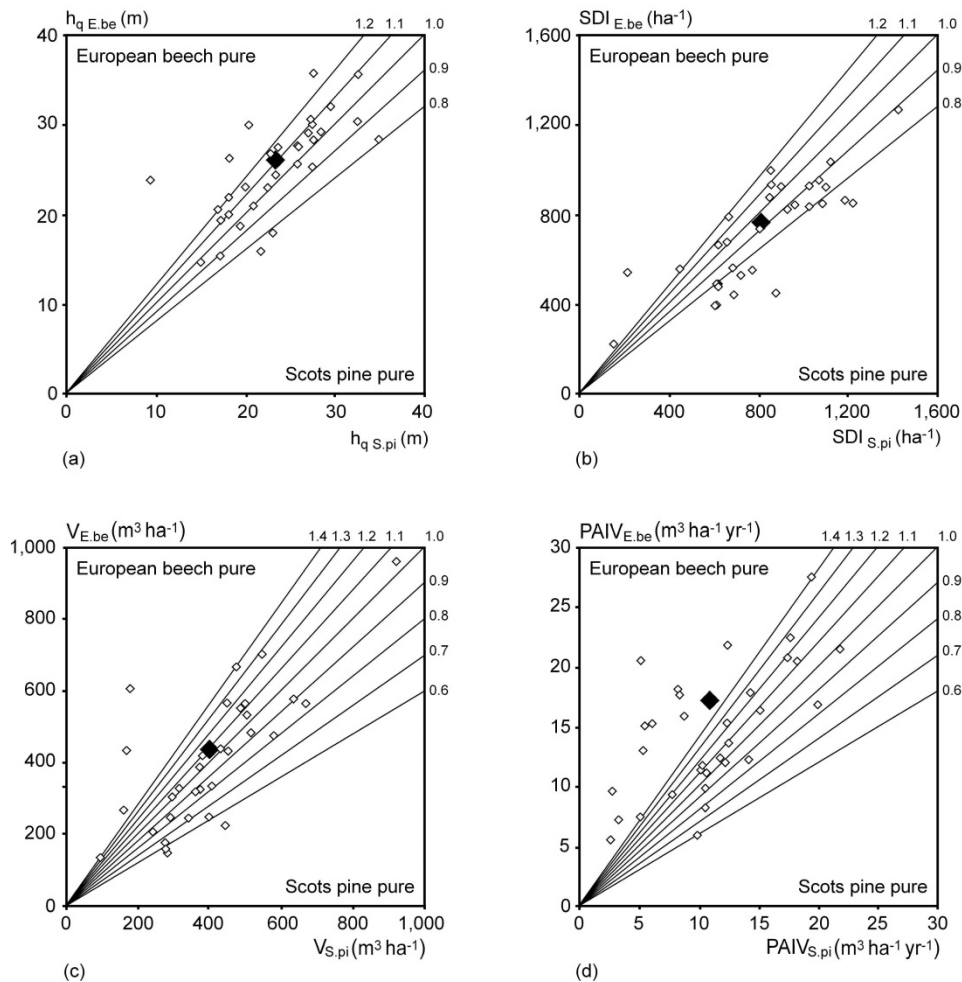 h_q E.be (m)
1.2 1.1 1.0
40
European beech pure
0.9
0.8
30
20
10
Scots pine pure
0
0 10 20 30 40
h_q S.pi (m)
(a)
SDI E.be (ha⁻¹)
1.2 1.1 1.0
1,600
European beech pure
0.9
0.8
1,200
800
400
Scots pine pure
0
0 400 800 1,200 1,600
SDI S.pi (ha⁻¹)
(b)
V E.be (m³ ha⁻¹)
1.4 1.3 1.2 1.1 1.0
1,000
European beech pure
0.9
800
0.8
0.7
600
0.6
400
200
Scots pine pure
0
0 200 400 600 800 1,000
V S.pi (m³ ha⁻¹)
(c)
PAIV E.be (m³ ha⁻¹ yr⁻¹)
1.4 1.3 1.2 1.1 1.0
30
European beech pure
0.9
25
0.8
0.7
20
0.6
15
10
5
Scots pine pure
0
0 5 10 15 20 25 30
PAIV S.pi (m³ ha⁻¹ yr⁻¹)
(d)